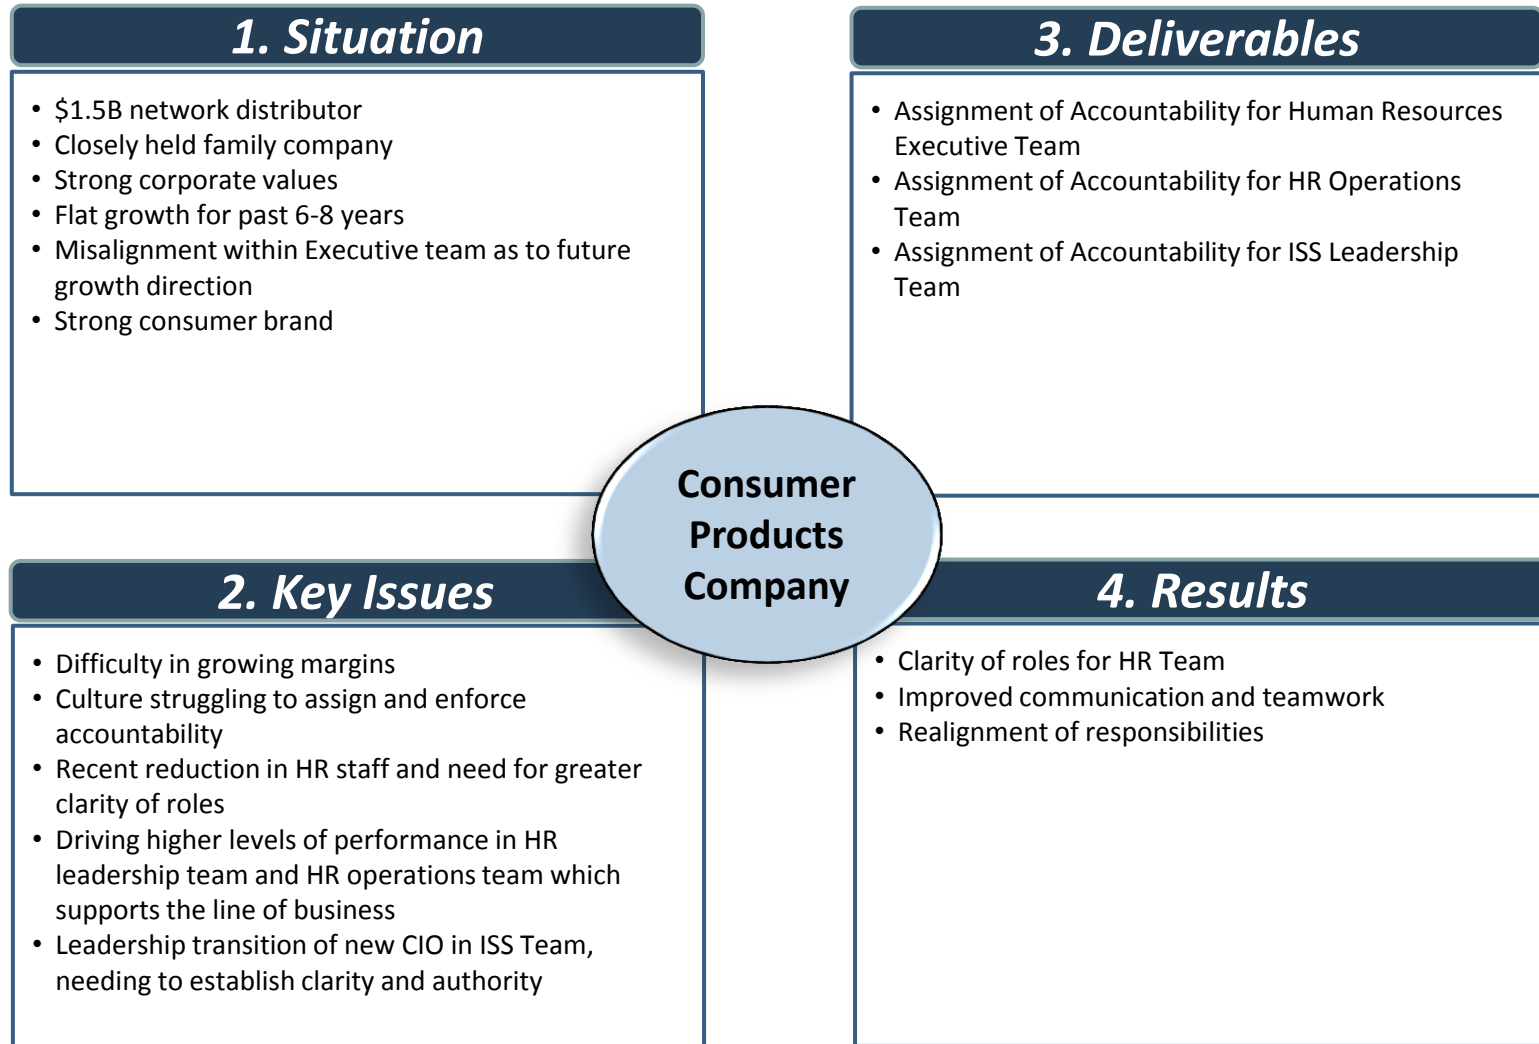 1. Situation
• $1.5B network distributor
• Closely held family company
• Strong corporate values
• Flat growth for past 6-8 years
• Misalignment within Executive team as to future
growth direction
• Strong consumer brand
2. Key Issues
• Difficulty in growing margins
• Culture struggling to assign and enforce
accountability
• Recent reduction in HR staff and need for greater
clarity of roles
• Driving higher levels of performance in HR
leadership team and HR operations team which
supports the line of business
• Leadership transition of new CIO in ISS Team,
needing to establish clarity and authority
Consumer
Products
Company
3. Deliverables
• Assignment of Accountability for Human Resources
Executive Team
• Assignment of Accountability for HR Operations
Team
• Assignment of Accountability for ISS Leadership
Team
4. Results
• Clarity of roles for HR Team
• Improved communication and teamwork
• Realignment of responsibilities